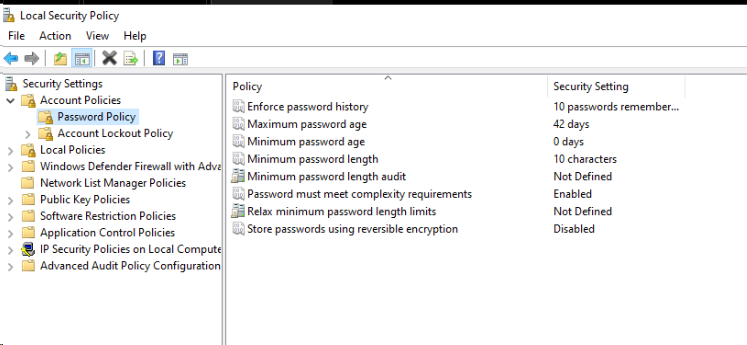 Local Security Policy
File Action View Help
Security Settings
Account Policies
Password Policy
Account Lockout Policy
Local Policies
Windows Defender Firewall with Adva
Network List Manager Policies
Public Key Policies
Software Restriction Policies
Application Control Policies
IP Security Policies on Local Compute
Advanced Audit Policy Configuration
Policy Security Setting
Enforce password history 10 passwords remember...
Maximum password age 42 days
Minimum password age 0 days
Minimum password length 10 characters
Minimum password length audit Not Defined
Password must meet complexity requirements Enabled
Relax minimum password length limits Not Defined
Store passwords using reversible encryption Disabled